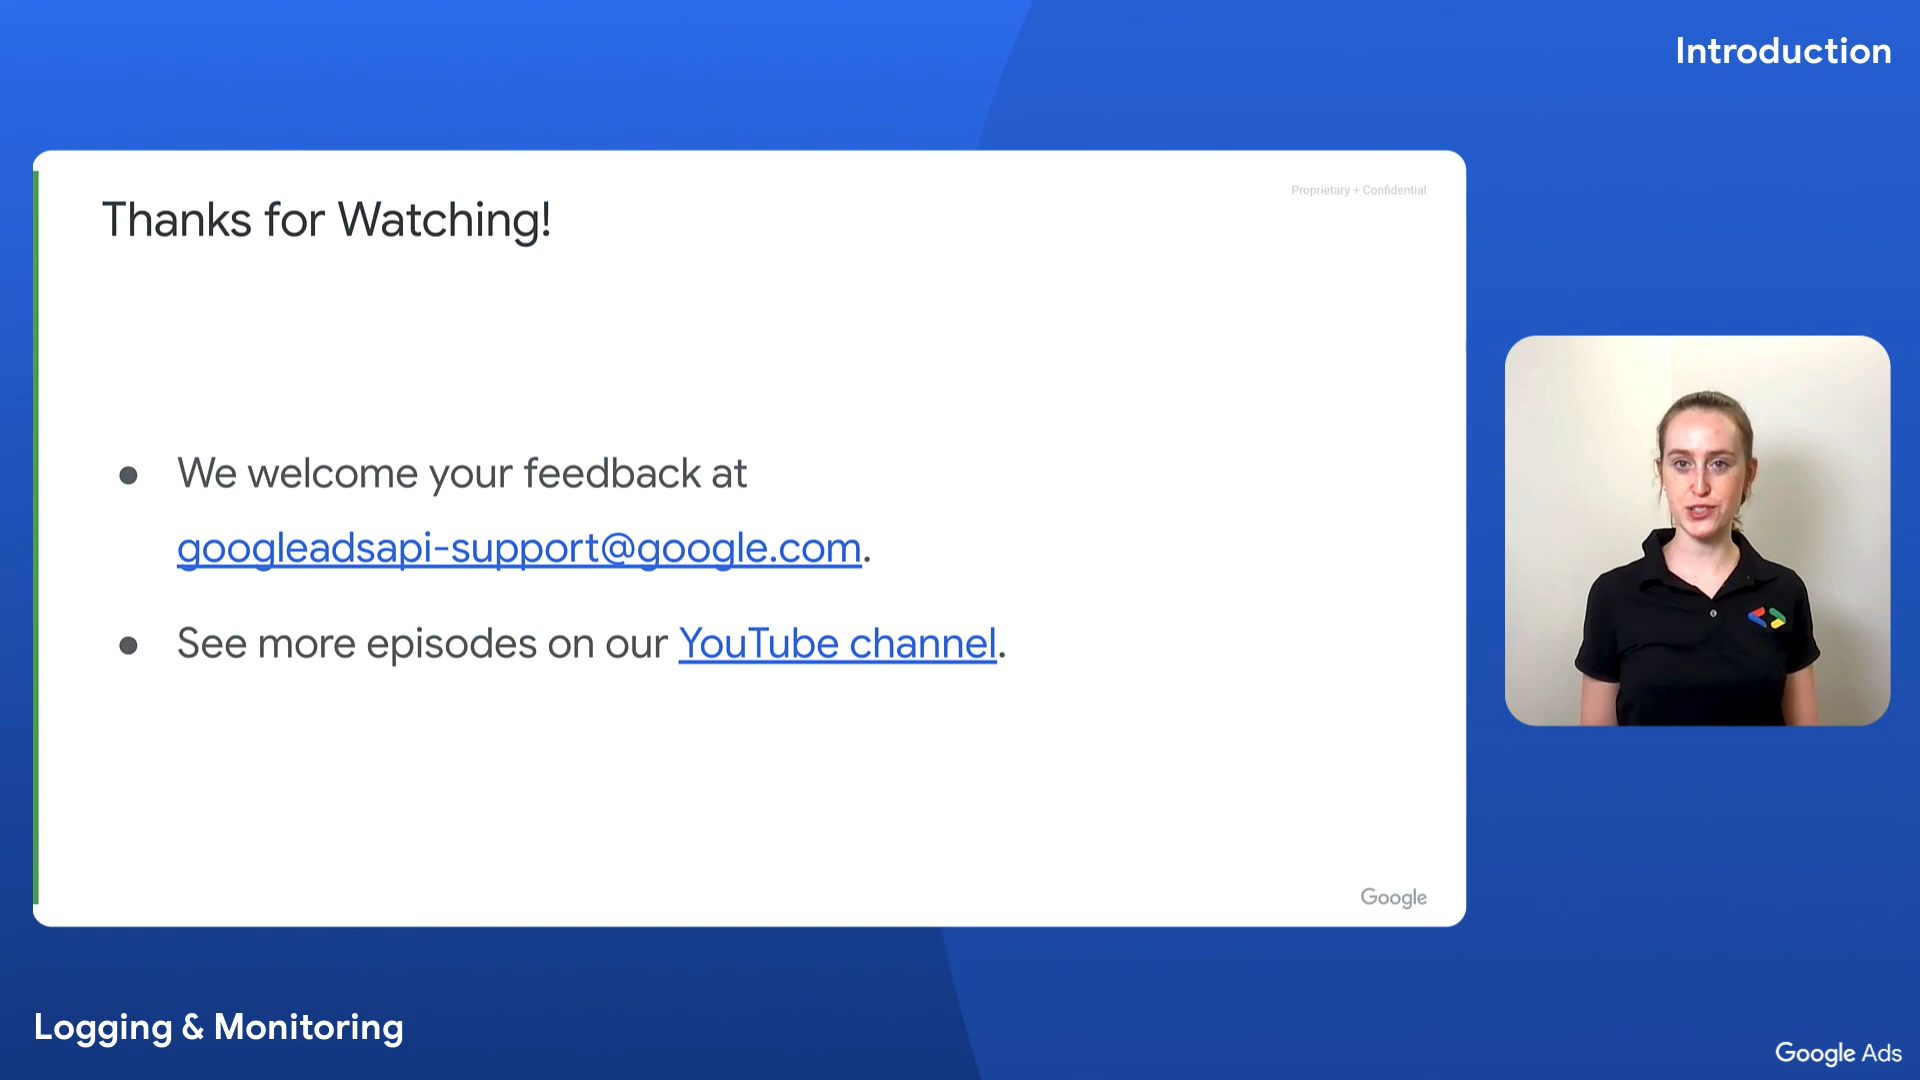 Introduction
Proprietary + Confidential
Thanks for Watching!
● We welcome your feedback at
googleadsapi-support@google.com.
● See more episodes on our YouTube channel.
Google
Logging & Monitoring
Google Ads